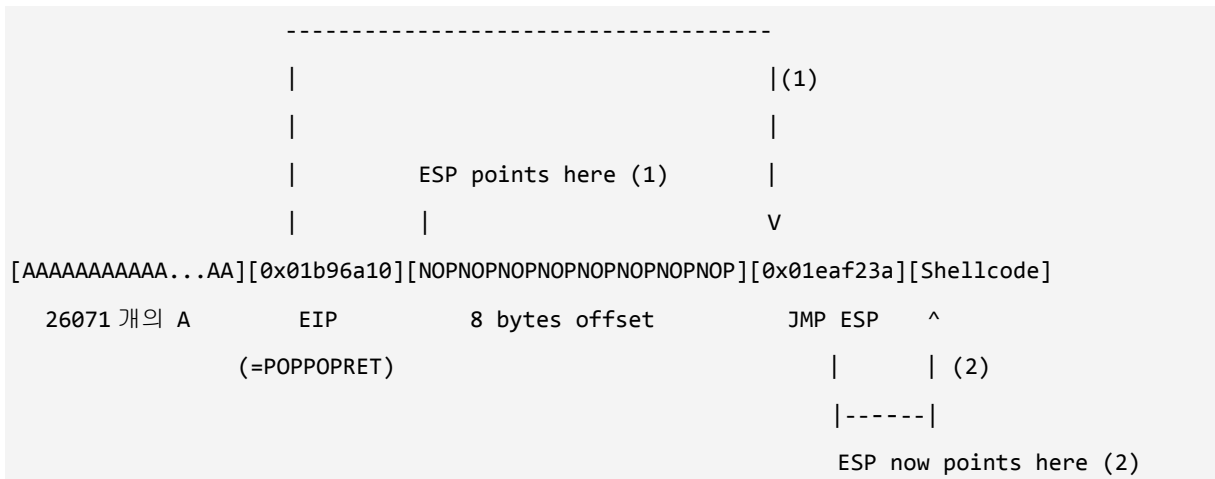 -------------------------------------
| |(1)
| |
| ESP points here (1) |
| | V
[AAAAAAAAAAA...AA][0x01b96a10][NOPNOPNOPNOPNOPNOPNOPNOP][0x01eaf23a][Shellcode]
26071 개의 A EIP 8 bytes offset JMP ESP ^
(=POPPOPRET) | | (2)
|------|
ESP now points here (2)